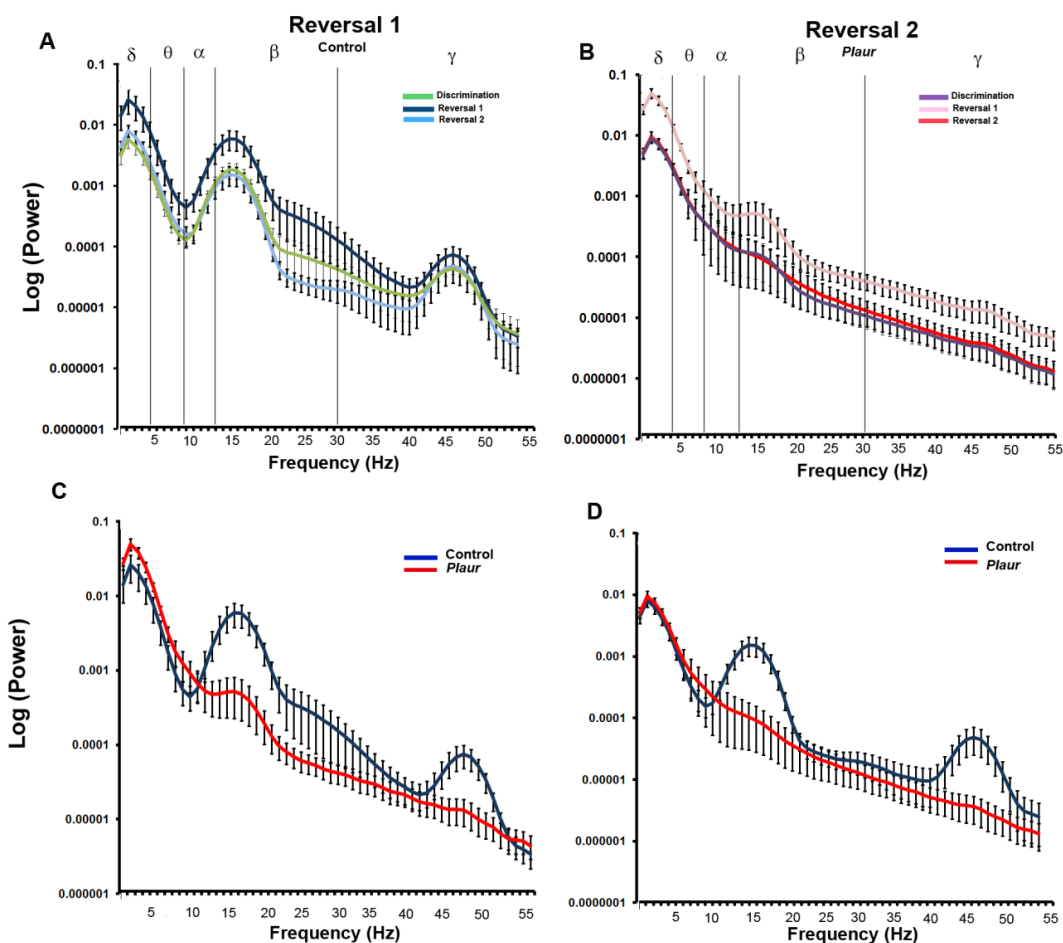 Reversal 1
Reversal 2
A
Control
δ θ α β γ
0.1
0.01
0.001
0.0001
0.00001
0.000001
0.0000001
Log (Power)
Discrimination
Reversal 1
Reversal 2
5 10 15 20 25 30 35 40 45 50 55
Frequency (Hz)
B
Plaur
δ θ α β γ
0.1
0.01
0.001
0.0001
0.00001
0.000001
0.0000001
Discrimination
Reversal 1
Reversal 2
5 10 15 20 25 30 35 40 45 50 55
Frequency (Hz)
C
0.1
0.01
0.001
0.0001
0.00001
0.000001
Log (Power)
Control
Plaur
5 10 15 20 25 30 35 40 45 50 55
Frequency (Hz)
D
0.1
0.01
0.001
0.0001
0.00001
0.000001
Control
Plaur
5 10 15 20 25 30 35 40 45 50 55
Frequency (Hz)